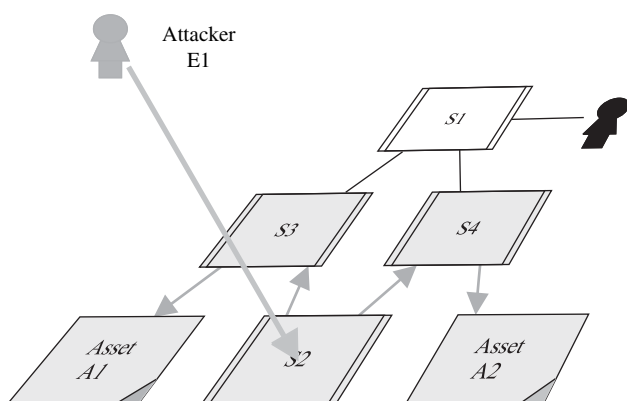 Attacker
E1
S1
S3
S4
Asset
A1
S2
Asset
A2